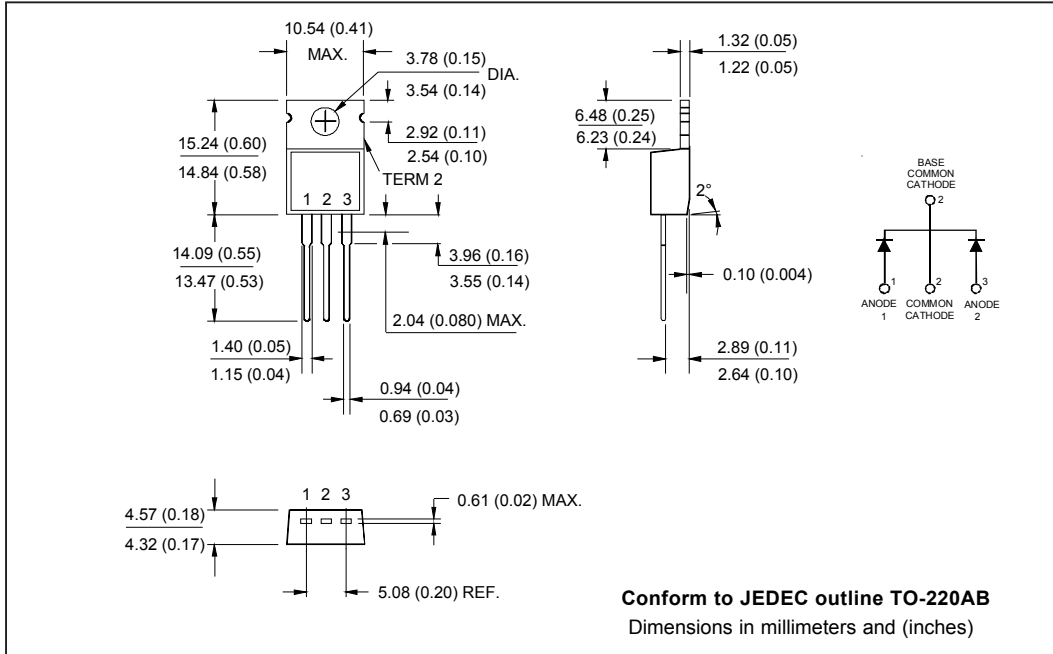 10.54 (0.41)
MAX.
3.78 (0.15)
3.54 (0.14)
DIA.
2.92 (0.11)
2.54 (0.10)
15.24 (0.60)
14.84 (0.58)
TERM 2
1 2 3
14.09 (0.55)
13.47 (0.53)
3.96 (0.16)
3.55 (0.14)
2.04 (0.080) MAX.
1.40 (0.05)
1.15 (0.04)
0.94 (0.04)
0.69 (0.03)
1.32 (0.05)
1.22 (0.05)
6.48 (0.25)
6.23 (0.24)
2°
0.10 (0.004)
2.89 (0.11)
2.64 (0.10)
BASE
COMMON
CATHODE
2
1 2 3
ANODE COMMON ANODE
1 CATHODE 2
1 2 3
4.57 (0.18)
4.32 (0.17)
0.61 (0.02) MAX.
5.08 (0.20) REF.
Conform to JEDEC outline TO-220AB
Dimensions in millimeters and (inches)